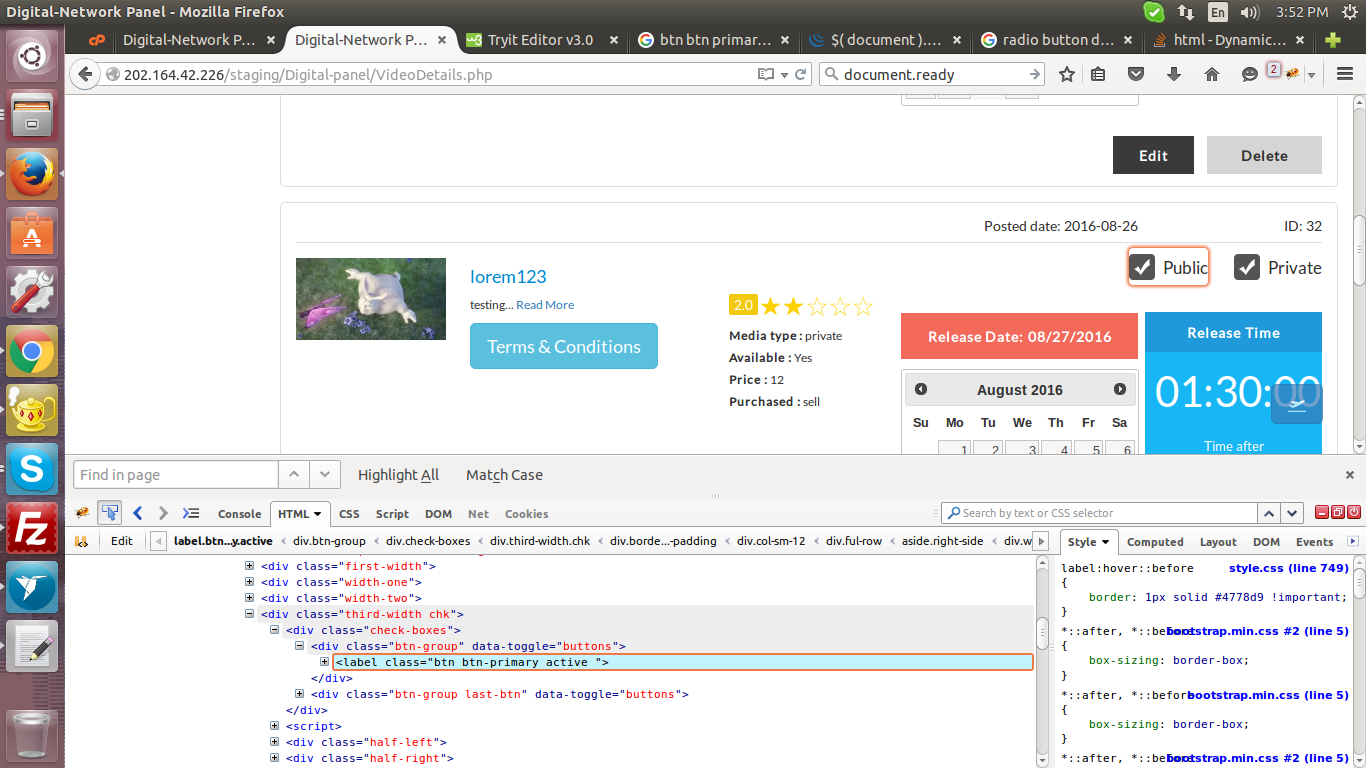 Digital-Network Panel - Mozilla Firefox
En
3:52 PM
cP
Digital-Network P... ×
Digital-Network P... ×
Tryit Editor v3.0 ×
btn btn primar... ×
$( document )....  ×
radio button d... ×
html - Dynamic... ×
202.164.42.226/staging/Digital-panel/VideoDetails.php
document.ready
2
Edit
Delete
Posted date: 2016-08-26
ID: 32
Public
Private
lorem123
testing... Read More
Terms & Conditions
2.0
Media type : private
Available : Yes
Price : 12
Purchased : sell
Release Date: 08/27/2016
August 2016
Su Mo Tu We Th Fr Sa
1 2 3 4 5 6
Release Time
01:30:00
Time after
Find in page
Highlight All
Match Case
Console
HTML
CSS
Script
DOM
Net
Cookies
Search by text or CSS selector
Edit
label.btn...y.active < div.btn-group < div.check-boxes < div.third-width.chk < div.borde...-padding < div.col-sm-12 < div.ful-row < aside.right-side < div.w
Style
Computed
Layout
DOM
Events
<div class="first-width">
<div class="width-one">
<div class="width-two">
<div class="third-width chk">
<div class="check-boxes">
<div class="btn-group" data-toggle="buttons">
<label class="btn btn-primary active ">
</div>
<div class="btn-group last-btn" data-toggle="buttons">
</div>
<script>
<div class="half-left">
<div class="half-right">
label:hover::before style.css (line 749)
{
border: 1px solid #4778d9 !important;
}
*::after, *::before bootstrap.min.css #2 (line 5)
{
box-sizing: border-box;
}
*::after, *::before bootstrap.min.css (line 5)
{
box-sizing: border-box;
}
*::after, *::before bootstrap.min.css #2 (line 5)